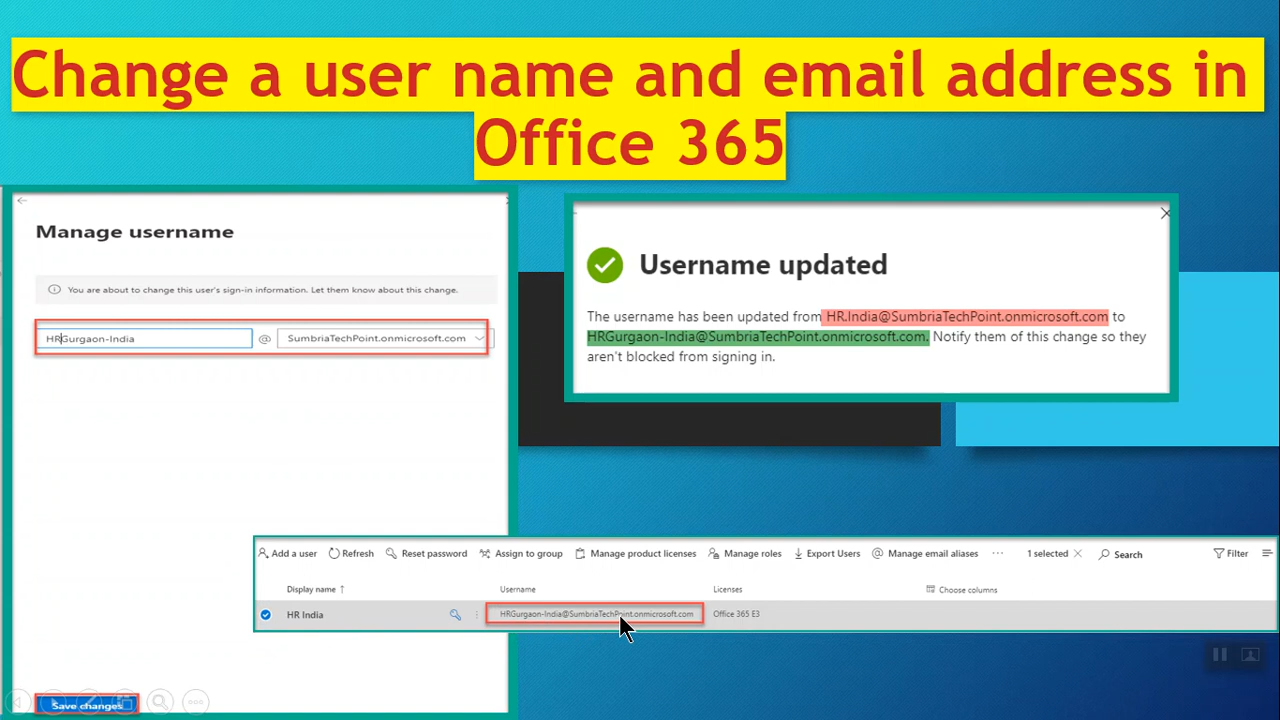 Change a user name and email address in
Office 365
Manage username
You are about to change this user's sign-in information. Let them know about this change.
HRGurgaon-India @ SumbriaTechPoint.onmicrosoft.com
Save changes
Username updated
The username has been updated from HR.India@SumbriaTechPoint.onmicrosoft.com to
HRGurgaon-India@SumbriaTechPoint.onmicrosoft.com. Notify them of this change so they
aren't blocked from signing in.
Add a user Refresh Reset password Assign to group Manage product licenses Manage roles Export Users Manage email aliases ··· 1 selected Search Filter
Display name ↑ Username Licenses Choose columns
HR India HRGurgaon-India@SumbriaTechPoint.onmicrosoft.com Office 365 E3